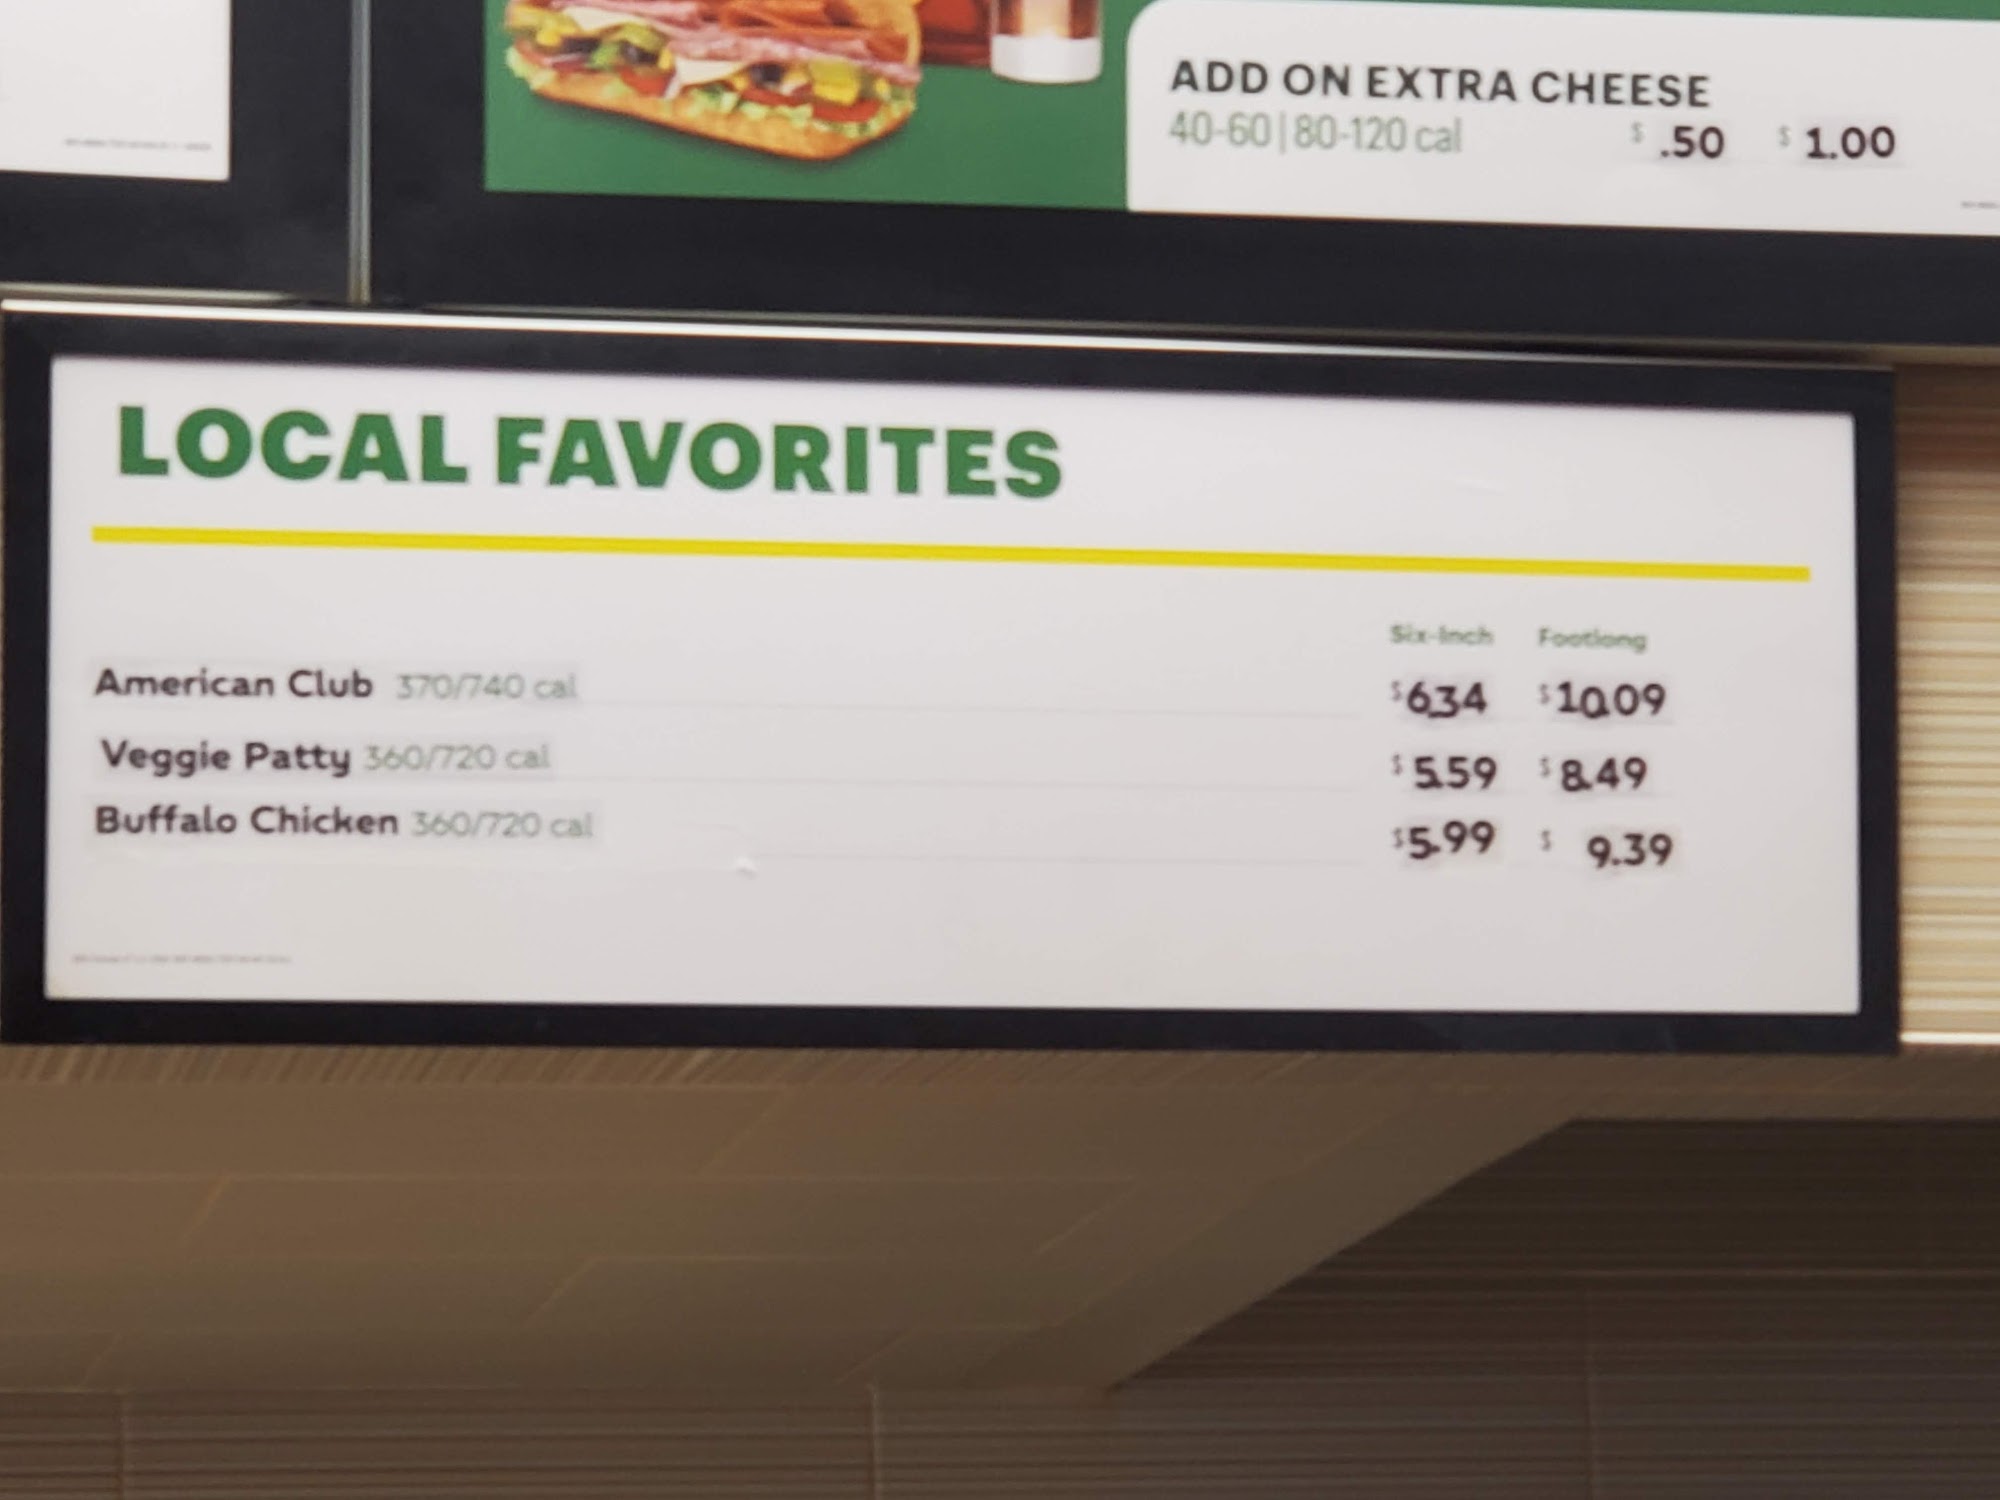 ADD ON EXTRA CHEESE
40-60|80-120 cal $ .50 $ 1.00
LOCAL FAVORITES
Six-Inch Footlong
American Club 370/740 cal $6.34 $10.09
Veggie Patty 360/720 cal $5.59 $8.49
Buffalo Chicken 360/720 cal $5.99 $ 9.39